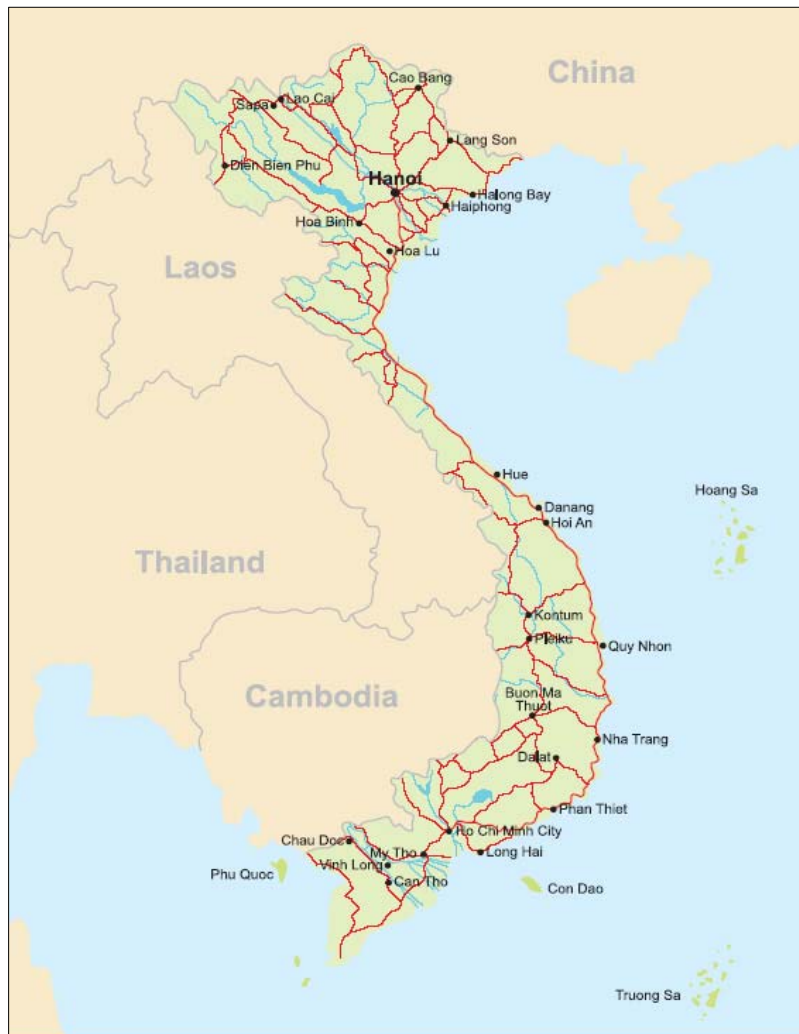 China
Cao Bang
Lao Cai
Sapa
Lang Son
Dien Bien Phu
Hanoi
Halong Bay
Haiphong
Hoa Binh
Hoa Lu
Laos
Hue
Hoang Sa
Danang
Hoi An
Thailand
Kontum
Pleiku
Quy Nhon
Cambodia
Buon Ma
Thuot
Nha Trang
Dalat
Phan Thiet
Ho Chi Minh City
Chau Doc
My Tho
Long Hai
Vinh Long
Phu Quoc
Can Tho
Con Dao
Truong Sa